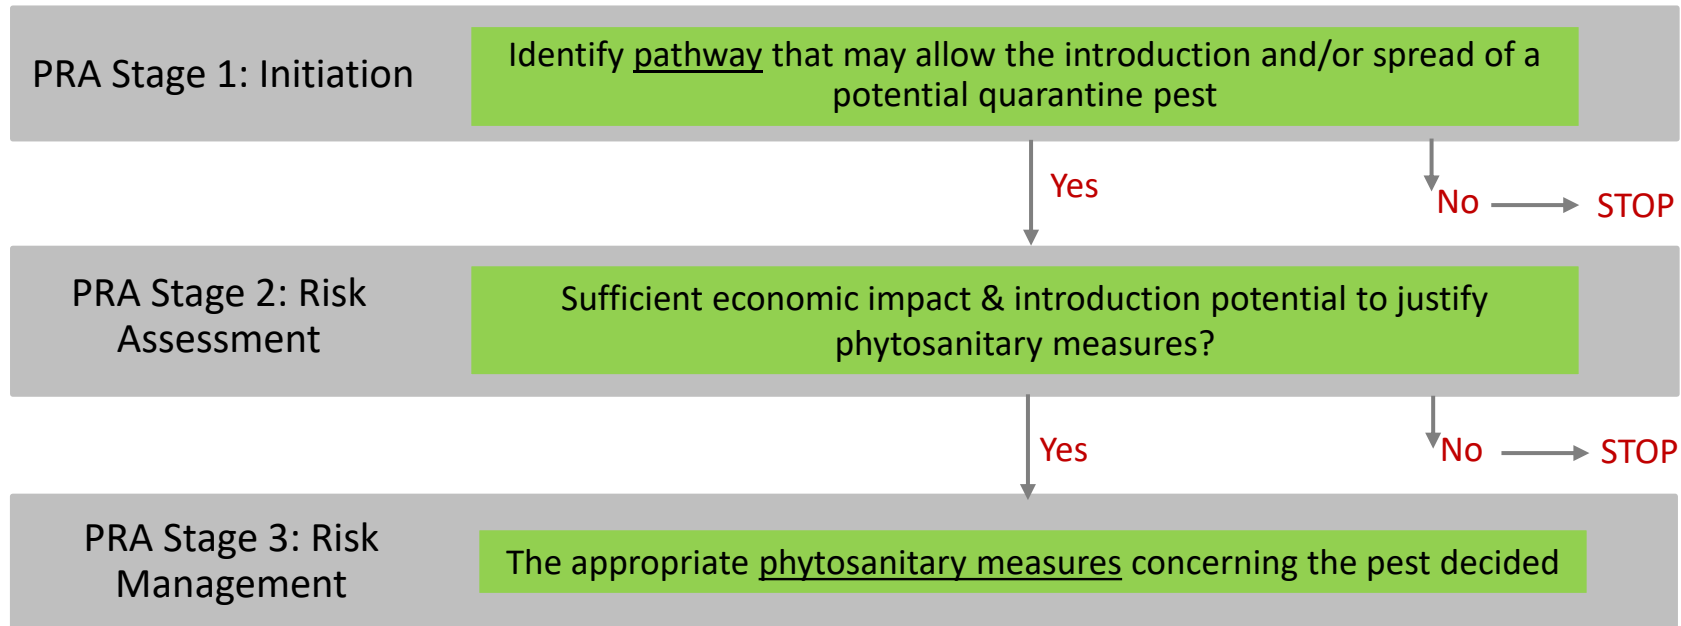 PRA Stage 1: Initiation
Identify pathway that may allow the introduction and/or spread of a
potential quarantine pest
Yes
No
STOP
PRA Stage 2: Risk
Assessment
Sufficient economic impact & introduction potential to justify
phytosanitary measures?
Yes
No
STOP
PRA Stage 3: Risk
Management
The appropriate phytosanitary measures concerning the pest decided